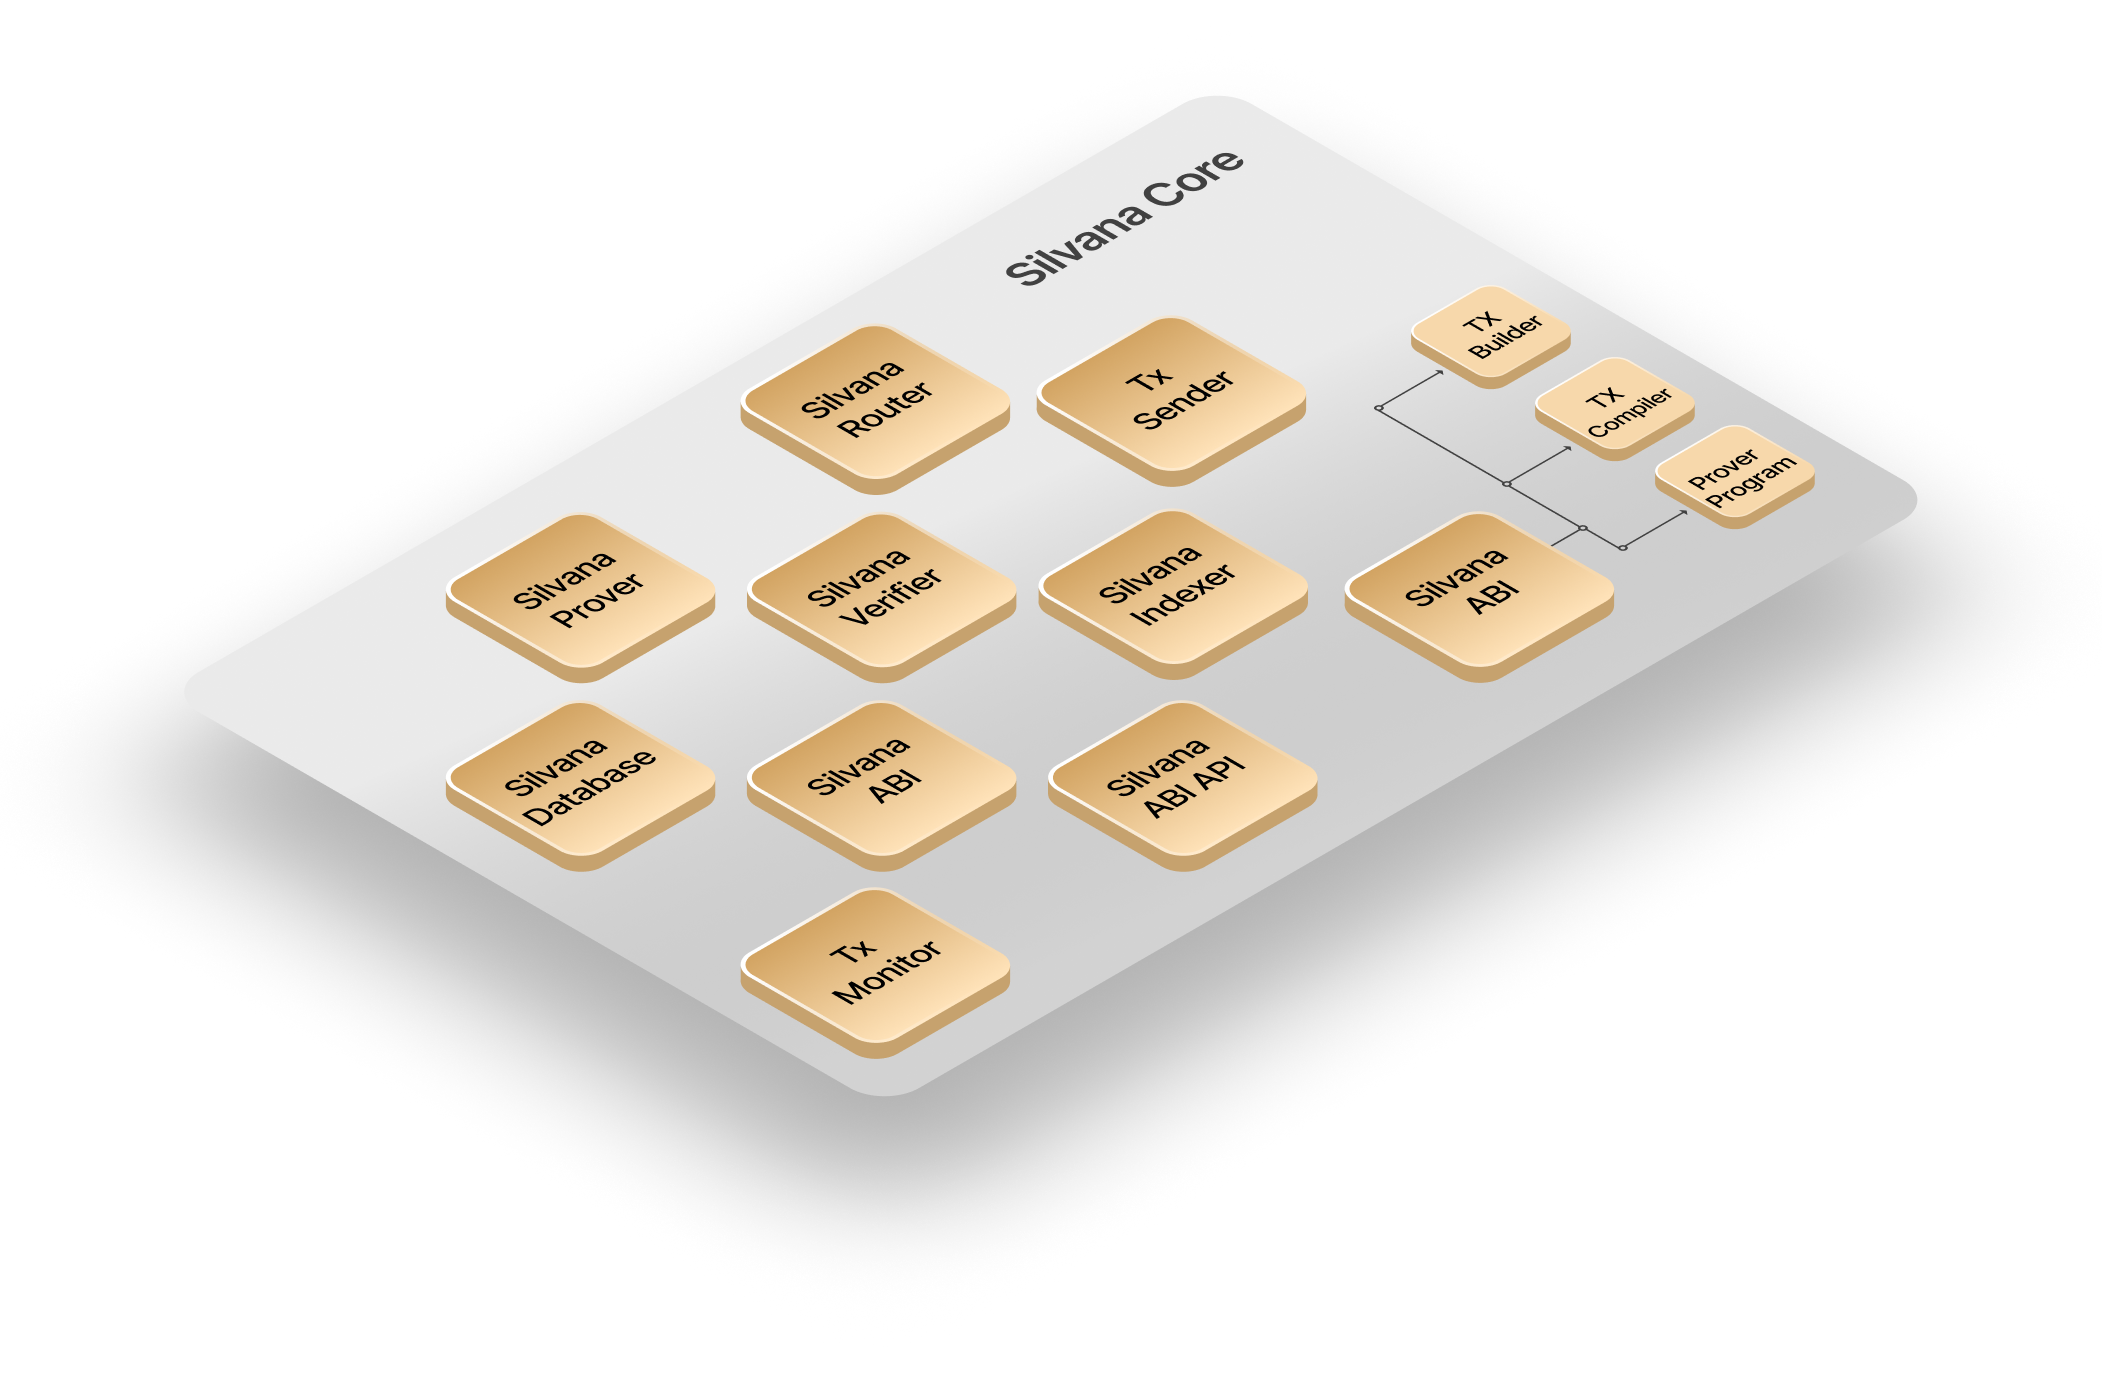 Silvana Core
TX
Builder
TX
Compiler
Prover
Program
Silvana
Router
Tx
Sender
Silvana
Prover
Silvana
Verifier
Silvana
Indexer
Silvana
ABI
Silvana
Database
Silvana
ABI
Silvana
ABI API
Tx
Monitor